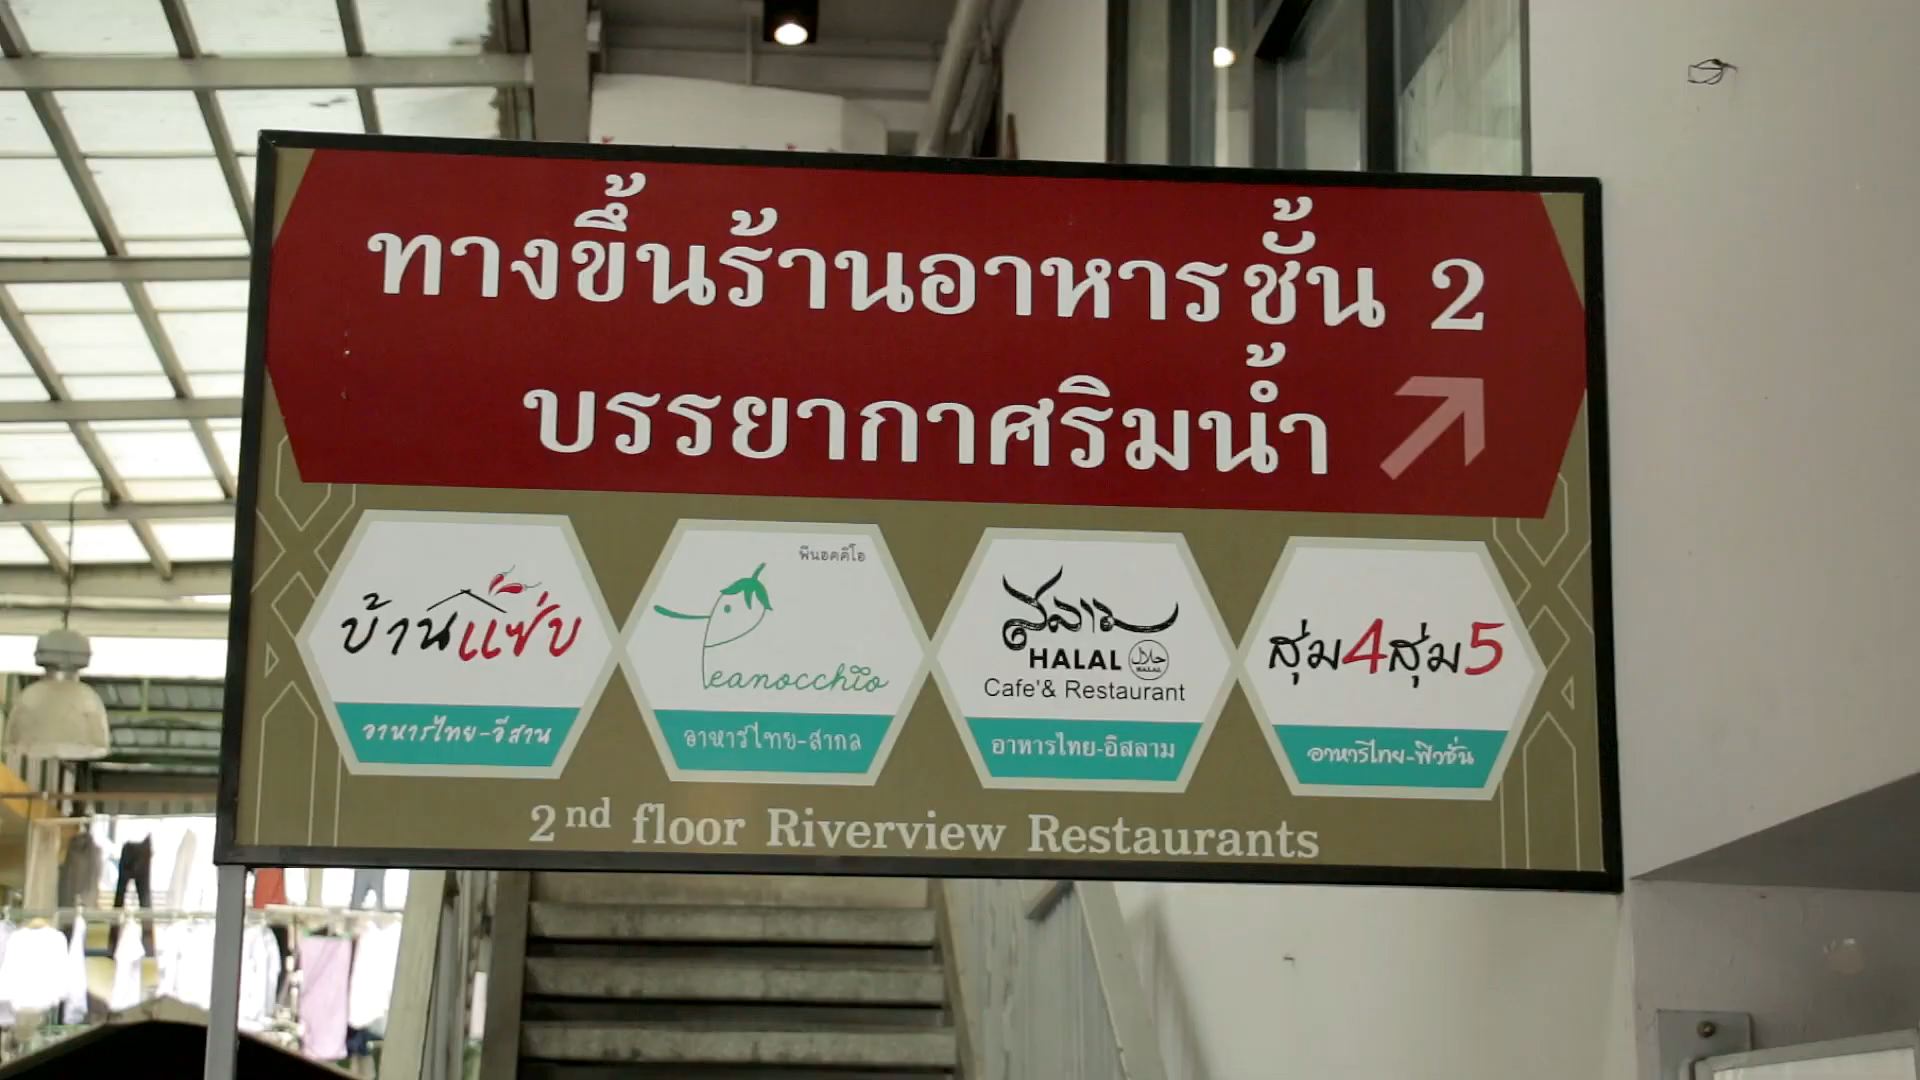 ทางขึ้นร้านอาหารชั้น 2
บรรยากาศริมน้ำ
บ้านแซ่บ
อาหารไทย-อีสาน
พีนอคคิโอ
Peanocchio
อาหารไทย-สากล
สลาม
HALAL حلال HALAL
Cafe'& Restaurant
อาหารไทย-อิสลาม
สุ่ม4สุ่ม5
อาหารไทย-ฟิวชั่น
2nd floor Riverview Restaurants